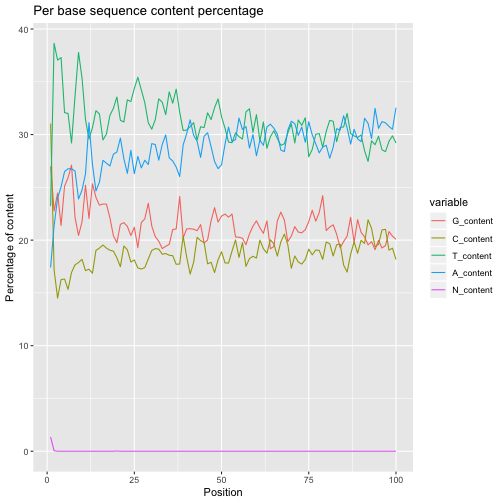 Per base sequence content percentage
Percentage of content
40
30
20
10
0
0
25
50
75
100
Position
variable
G_content
C_content
T_content
A_content
N_content